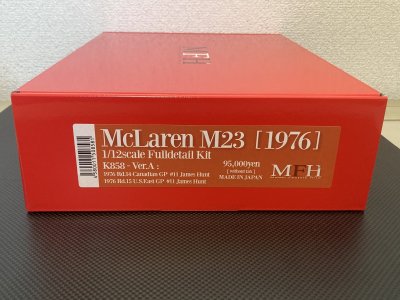 McLaren M23 [1976]
1/12scale Fulldetail Kit
K858 - Ver.A :
1976 Rd.14 Canadian GP #11 James Hunt
1976 Rd.15 U.S.East GP #11 James Hunt
95,000yen
[without tax]
MADE IN JAPAN
MFH